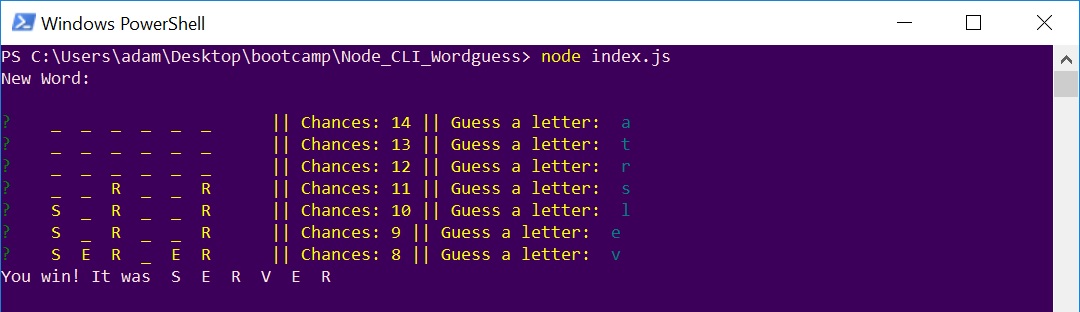 Windows PowerShell
PS C:\Users\adam\Desktop\bootcamp\Node_CLI_Wordguess> node index.js
New Word:
? _ _ _ _ _ _ || Chances: 14 || Guess a letter: a
? _ _ _ _ _ _ || Chances: 13 || Guess a letter: t
? _ _ _ _ _ _ || Chances: 12 || Guess a letter: r
? _ _ R _ _ R || Chances: 11 || Guess a letter: s
? S _ R _ _ R || Chances: 10 || Guess a letter: l
? S _ R _ _ R || Chances: 9 || Guess a letter: e
? S E R _ E R || Chances: 8 || Guess a letter: v
You win! It was S E R V E R